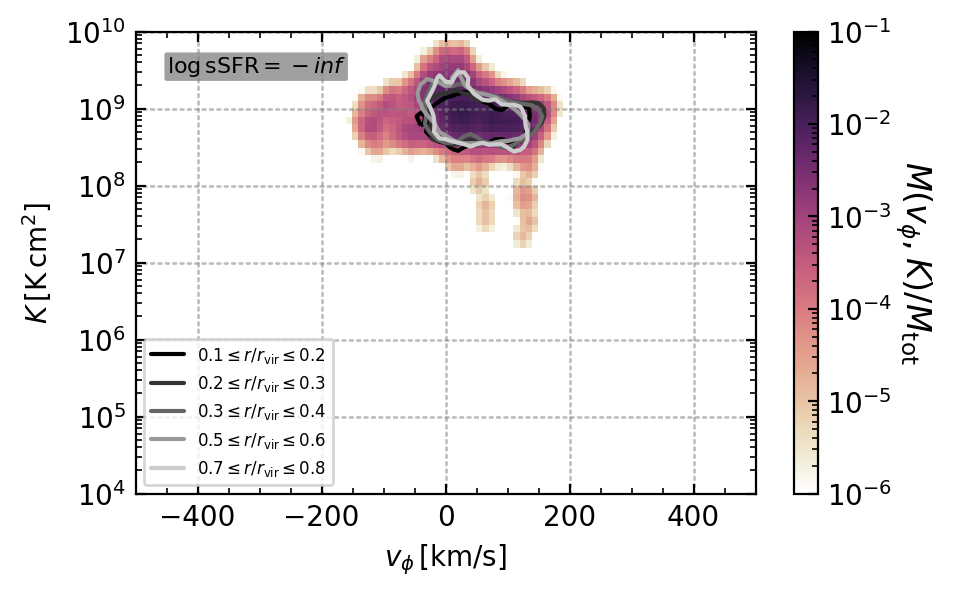 10^10
10^9
10^8
10^7
10^6
10^5
10^4
K [K cm^2]
log sSFR = −inf
0.1 ≤ r/r_vir ≤ 0.2
0.2 ≤ r/r_vir ≤ 0.3
0.3 ≤ r/r_vir ≤ 0.4
0.5 ≤ r/r_vir ≤ 0.6
0.7 ≤ r/r_vir ≤ 0.8
−400 −200 0 200 400
v_ϕ [km/s]
10^−1
10^−2
10^−3
10^−4
10^−5
10^−6
M(v_ϕ, K)/M_tot